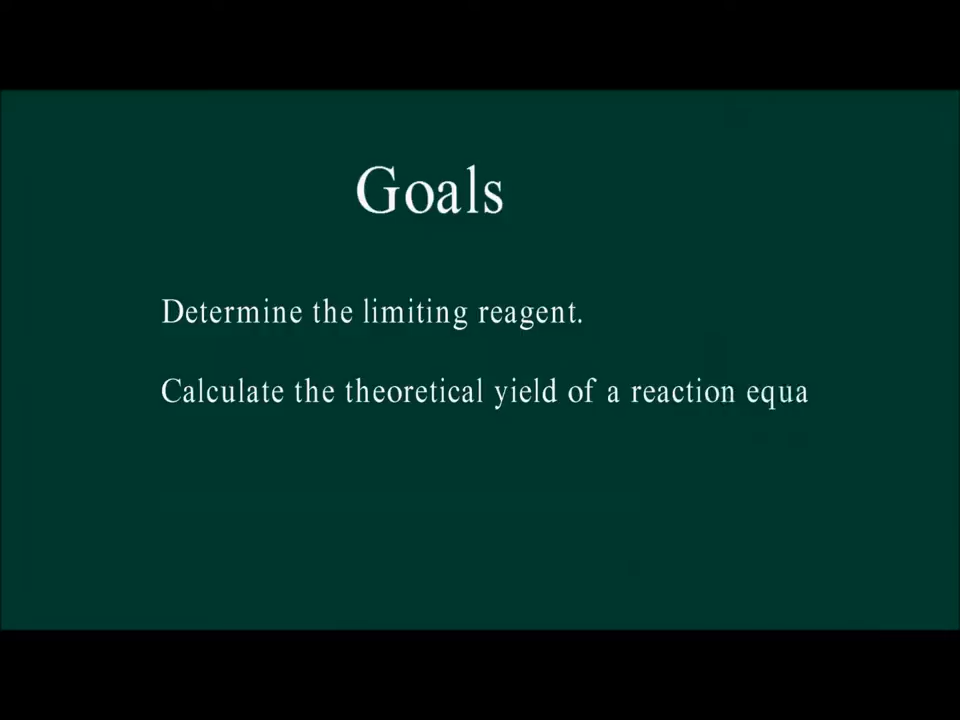 Goals
Determine the limiting reagent.
Calculate the theoretical yield of a reaction equa